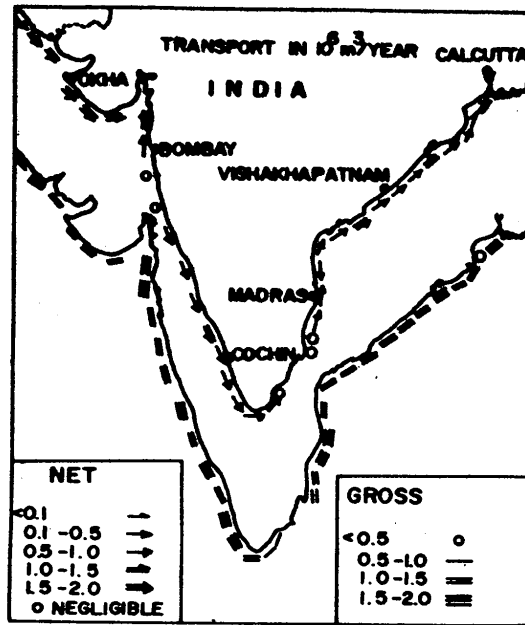 TRANSPORT IN 10⁶ m³/YEAR CALCUTTA
OKHA
INDIA
BOMBAY
VISHAKHAPATNAM
MADRAS
COCHIN
NET
<0.1
0.1 -0.5
0.5 -1.0
1.0 -1.5
1.5 -2.0
NEGLIGIBLE
GROSS
<0.5
0.5 -1.0
1.0 -1.5
1.5 -2.0